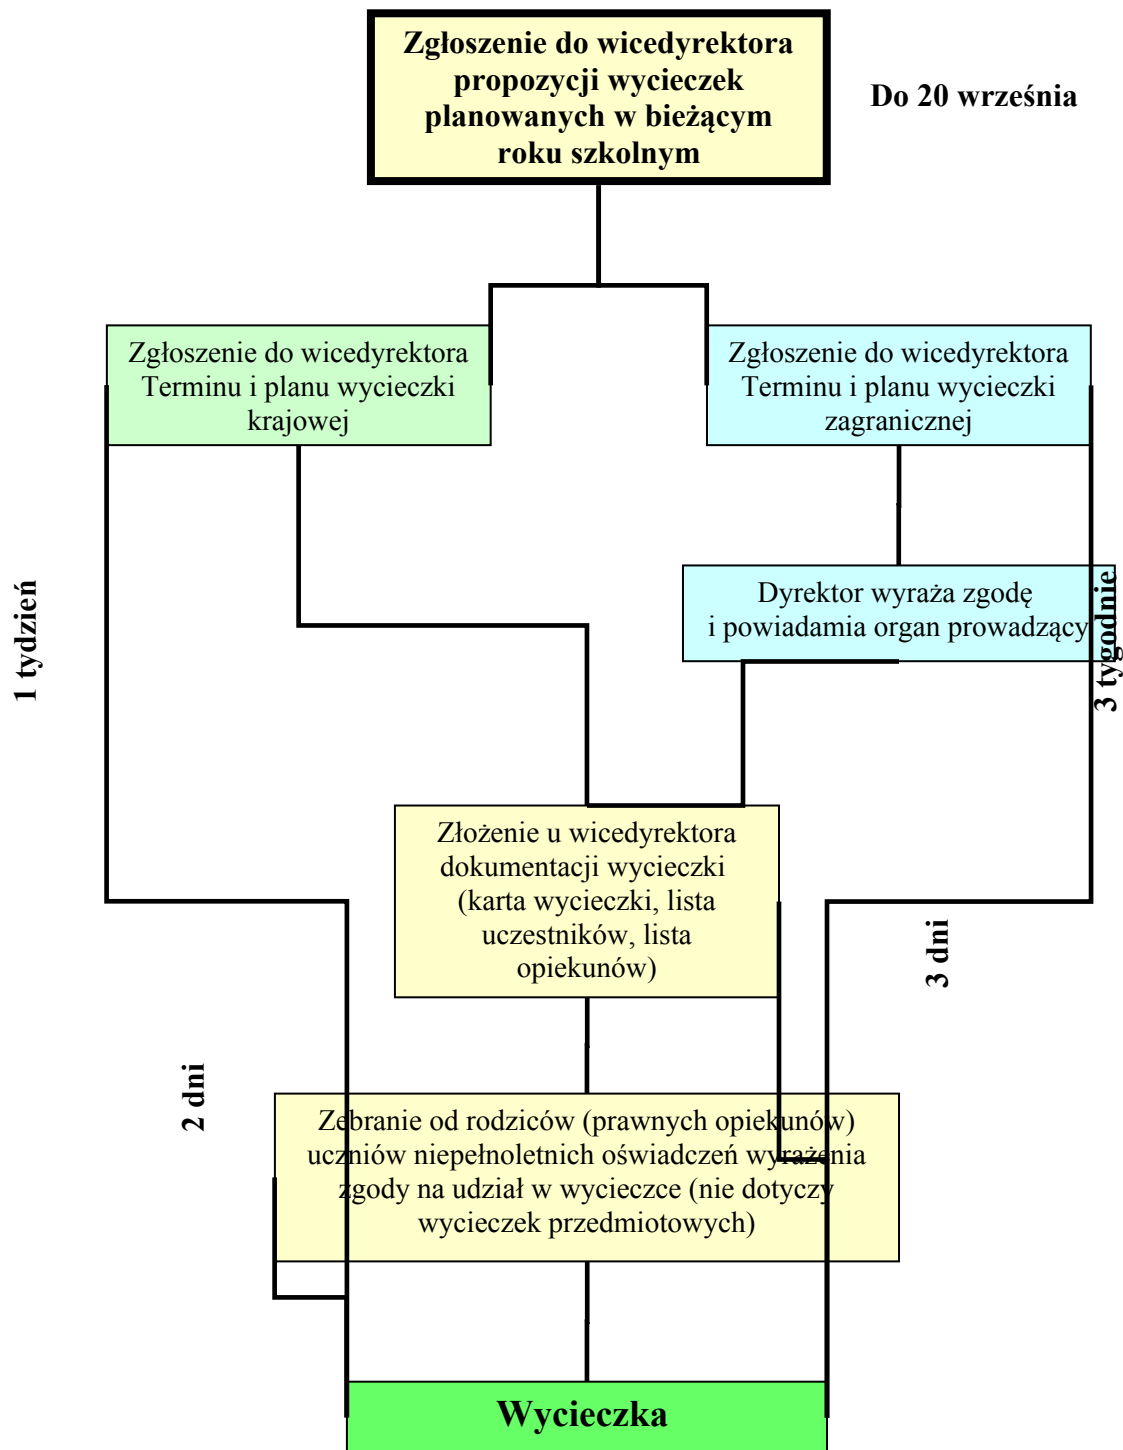 Zgłoszenie do wicedyrektora
propozycji wycieczek
planowanych w bieżącym
roku szkolnym
Do 20 września
Zgłoszenie do wicedyrektora
Terminu i planu wycieczki
krajowej
Zgłoszenie do wicedyrektora
Terminu i planu wycieczki
zagranicznej
1 tydzień
Dyrektor wyraża zgodę
i powiadamia organ prowadzący
3 tygodnie
Złożenie u wicedyrektora
dokumentacji wycieczki
(karta wycieczki, lista
uczestników, lista
opiekunów)
3 dni
2 dni
Zebranie od rodziców (prawnych opiekunów)
uczniów niepełnoletnich oświadczeń wyrażenia
zgody na udział w wycieczce (nie dotyczy
wycieczek przedmiotowych)
Wycieczka